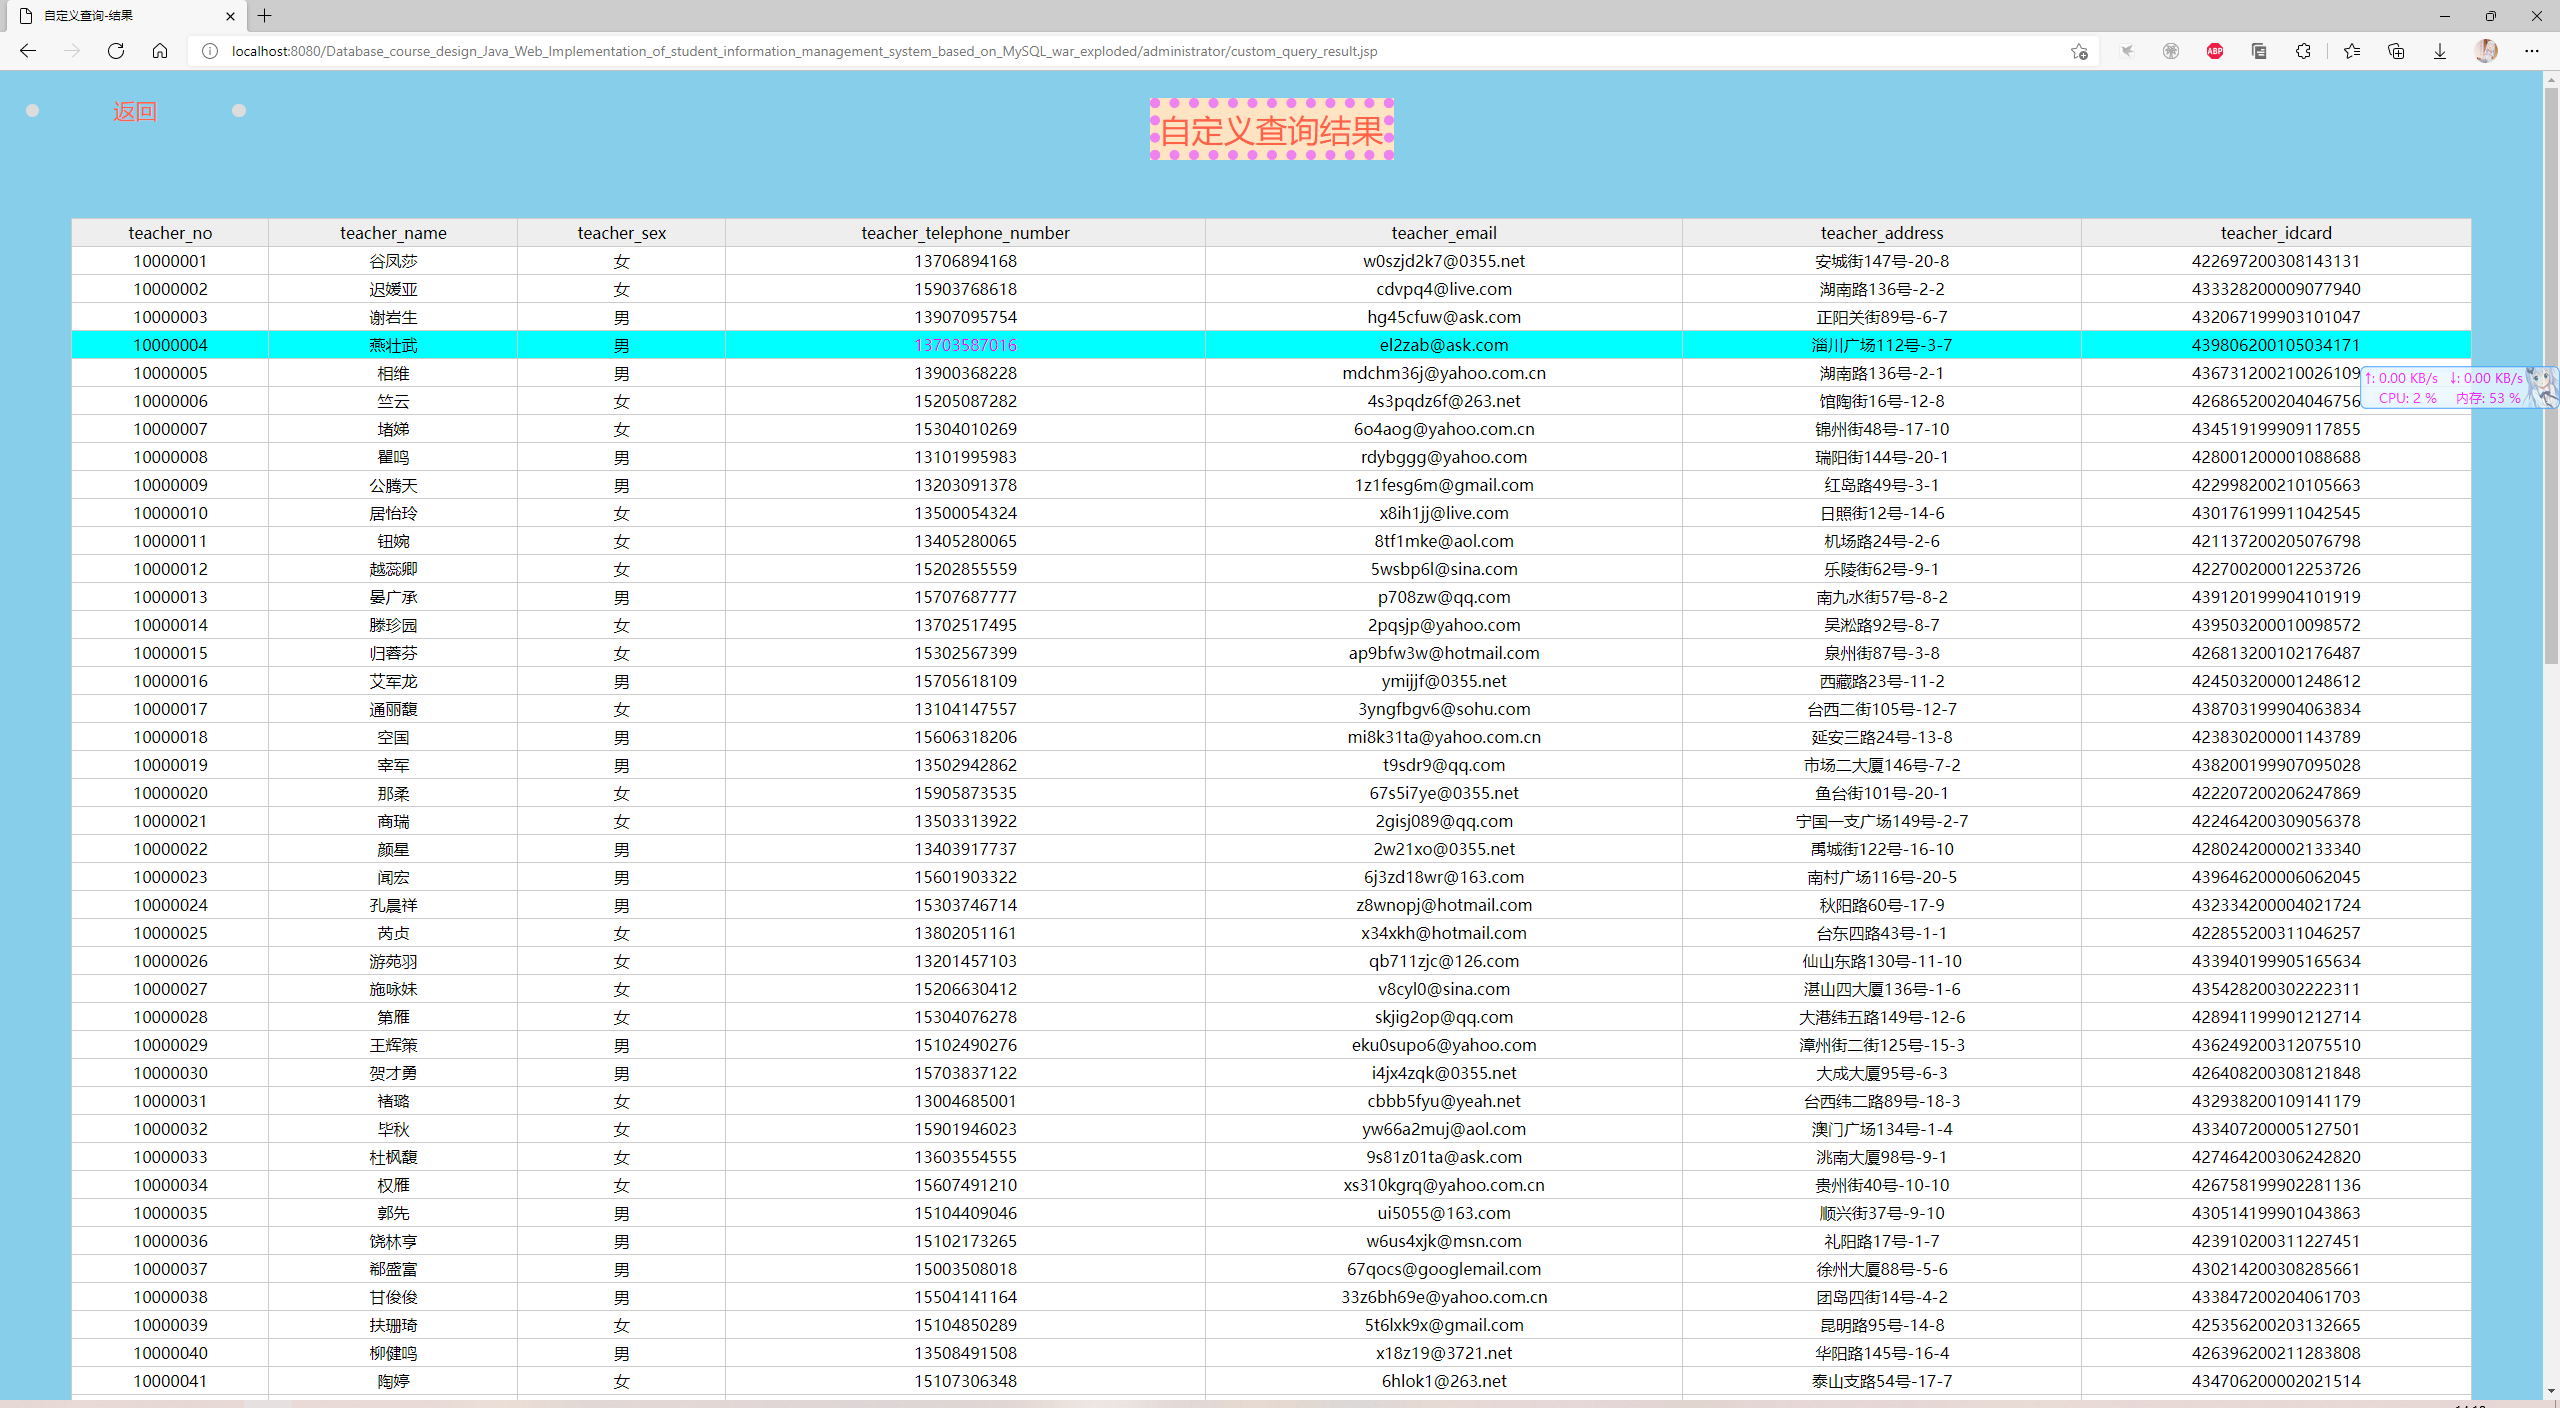 自定义查询-结果
localhost:8080/Database_course_design_Java_Web_Implementation_of_student_information_management_system_based_on_MySQL_war_exploded/administrator/custom_query_result.jsp
ABP
返回
自定义查询结果
teacher_no teacher_name teacher_sex teacher_telephone_number teacher_email teacher_address teacher_idcard
10000001 谷凤莎 女 13706894168 w0szjd2k7@0355.net 安城街147号-20-8 422697200308143131
10000002 迟媛亚 女 15903768618 cdvpq4@live.com 湖南路136号-2-2 433328200009077940
10000003 谢岩生 男 13907095754 hg45cfuw@ask.com 正阳关街89号-6-7 432067199903101047
10000004 燕壮武 男 13703587016 el2zab@ask.com 淄川广场112号-3-7 439806200105034171
10000005 相维 男 13900368228 mdchm36j@yahoo.com.cn 湖南路136号-2-1 436731200210026109
↑: 0.00 KB/s ↓: 0.00 KB/s
CPU: 2 % 内存: 53 %
10000006 竺云 女 15205087282 4s3pqdz6f@263.net 馆陶街16号-12-8 426865200204046756
10000007 堵娣 女 15304010269 6o4aog@yahoo.com.cn 锦州街48号-17-10 434519199909117855
10000008 瞿鸣 男 13101995983 rdybggg@yahoo.com 瑞阳街144号-20-1 428001200001088688
10000009 公腾天 男 13203091378 1z1fesg6m@gmail.com 红岛路49号-3-1 422998200210105663
10000010 居怡玲 女 13500054324 x8ih1jj@live.com 日照街12号-14-6 430176199911042545
10000011 钮婉 女 13405280065 8tf1mke@aol.com 机场路24号-2-6 421137200205076798
10000012 越蕊卿 女 15202855559 5wsbp6l@sina.com 乐陵街62号-9-1 422700200012253726
10000013 晏广承 男 15707687777 p708zw@qq.com 南九水街57号-8-2 439120199904101919
10000014 滕珍园 女 13702517495 2pqsjp@yahoo.com 吴淞路92号-8-7 439503200010098572
10000015 归蓉芬 女 15302567399 ap9bfw3w@hotmail.com 泉州街87号-3-8 426813200102176487
10000016 艾军龙 男 15705618109 ymijjf@0355.net 西藏路23号-11-2 424503200001248612
10000017 通丽馥 女 13104147557 3yngfbgv6@sohu.com 台西二街105号-12-7 438703199904063834
10000018 空国 男 15606318206 mi8k31ta@yahoo.com.cn 延安三路24号-13-8 423830200001143789
10000019 宰军 男 13502942862 t9sdr9@qq.com 市场二大厦146号-7-2 438200199907095028
10000020 那柔 女 15905873535 67s5i7ye@0355.net 鱼台街101号-20-1 422207200206247869
10000021 商瑞 女 13503313922 2gisj089@qq.com 宁国一支广场149号-2-7 422464200309056378
10000022 颜星 男 13403917737 2w21xo@0355.net 禹城街122号-16-10 428024200002133340
10000023 闻宏 男 15601903322 6j3zd18wr@163.com 南村广场116号-20-5 439646200006062045
10000024 孔晨祥 男 15303746714 z8wnopj@hotmail.com 秋阳路60号-17-9 432334200004021724
10000025 芮贞 女 13802051161 x34xkh@hotmail.com 台东四路43号-1-1 422855200311046257
10000026 游苑羽 女 13201457103 qb711zjc@126.com 仙山东路130号-11-10 433940199905165634
10000027 施咏妹 女 15206630412 v8cyl0@sina.com 湛山四大厦136号-1-6 435428200302222311
10000028 第雁 女 15304076278 skjig2op@qq.com 大港纬五路149号-12-6 428941199901212714
10000029 王辉策 男 15102490276 eku0supo6@yahoo.com 漳州街二街125号-15-3 436249200312075510
10000030 贺才勇 男 15703837122 i4jx4zqk@0355.net 大成大厦95号-6-3 426408200308121848
10000031 褚璐 女 13004685001 cbbb5fyu@yeah.net 台西纬二路89号-18-3 432938200109141179
10000032 毕秋 女 15901946023 yw66a2muj@aol.com 澳门广场134号-1-4 433407200005127501
10000033 杜枫馥 女 13603554555 9s81z01ta@ask.com 洮南大厦98号-9-1 427464200306242820
10000034 权雁 女 15607491210 xs310kgrq@yahoo.com.cn 贵州街40号-10-10 426758199902281136
10000035 郭先 男 15104409046 ui5055@163.com 顺兴街37号-9-10 430514199901043863
10000036 饶林亨 男 15102173265 w6us4xjk@msn.com 礼阳路17号-1-7 423910200311227451
10000037 郗盛富 男 15003508018 67qocs@googlemail.com 徐州大厦88号-5-6 430214200308285661
10000038 甘俊俊 男 15504141164 33z6bh69e@yahoo.com.cn 团岛四街14号-4-2 433847200204061703
10000039 扶珊琦 女 15104850289 5t6lxk9x@gmail.com 昆明路95号-14-8 425356200203132665
10000040 柳健鸣 男 13508491508 x18z19@3721.net 华阳路145号-16-4 426396200211283808
10000041 陶婷 女 15107306348 6hlok1@263.net 泰山支路54号-17-7 434706200002021514